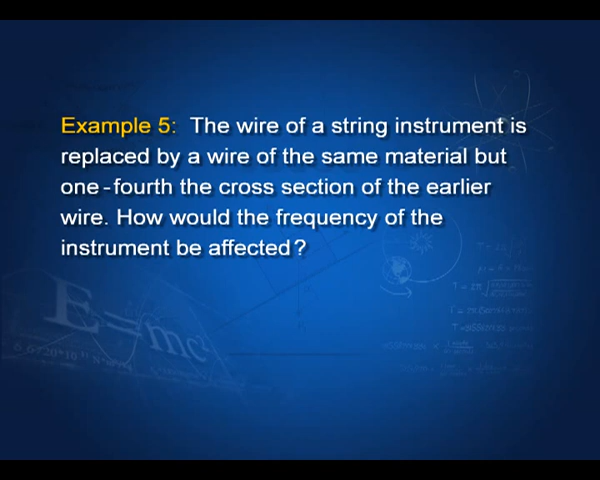 Example 5: The wire of a string instrument is
replaced by a wire of the same material but
one-fourth the cross section of the earlier
wire. How would the frequency of the
instrument be affected?
E=mc²